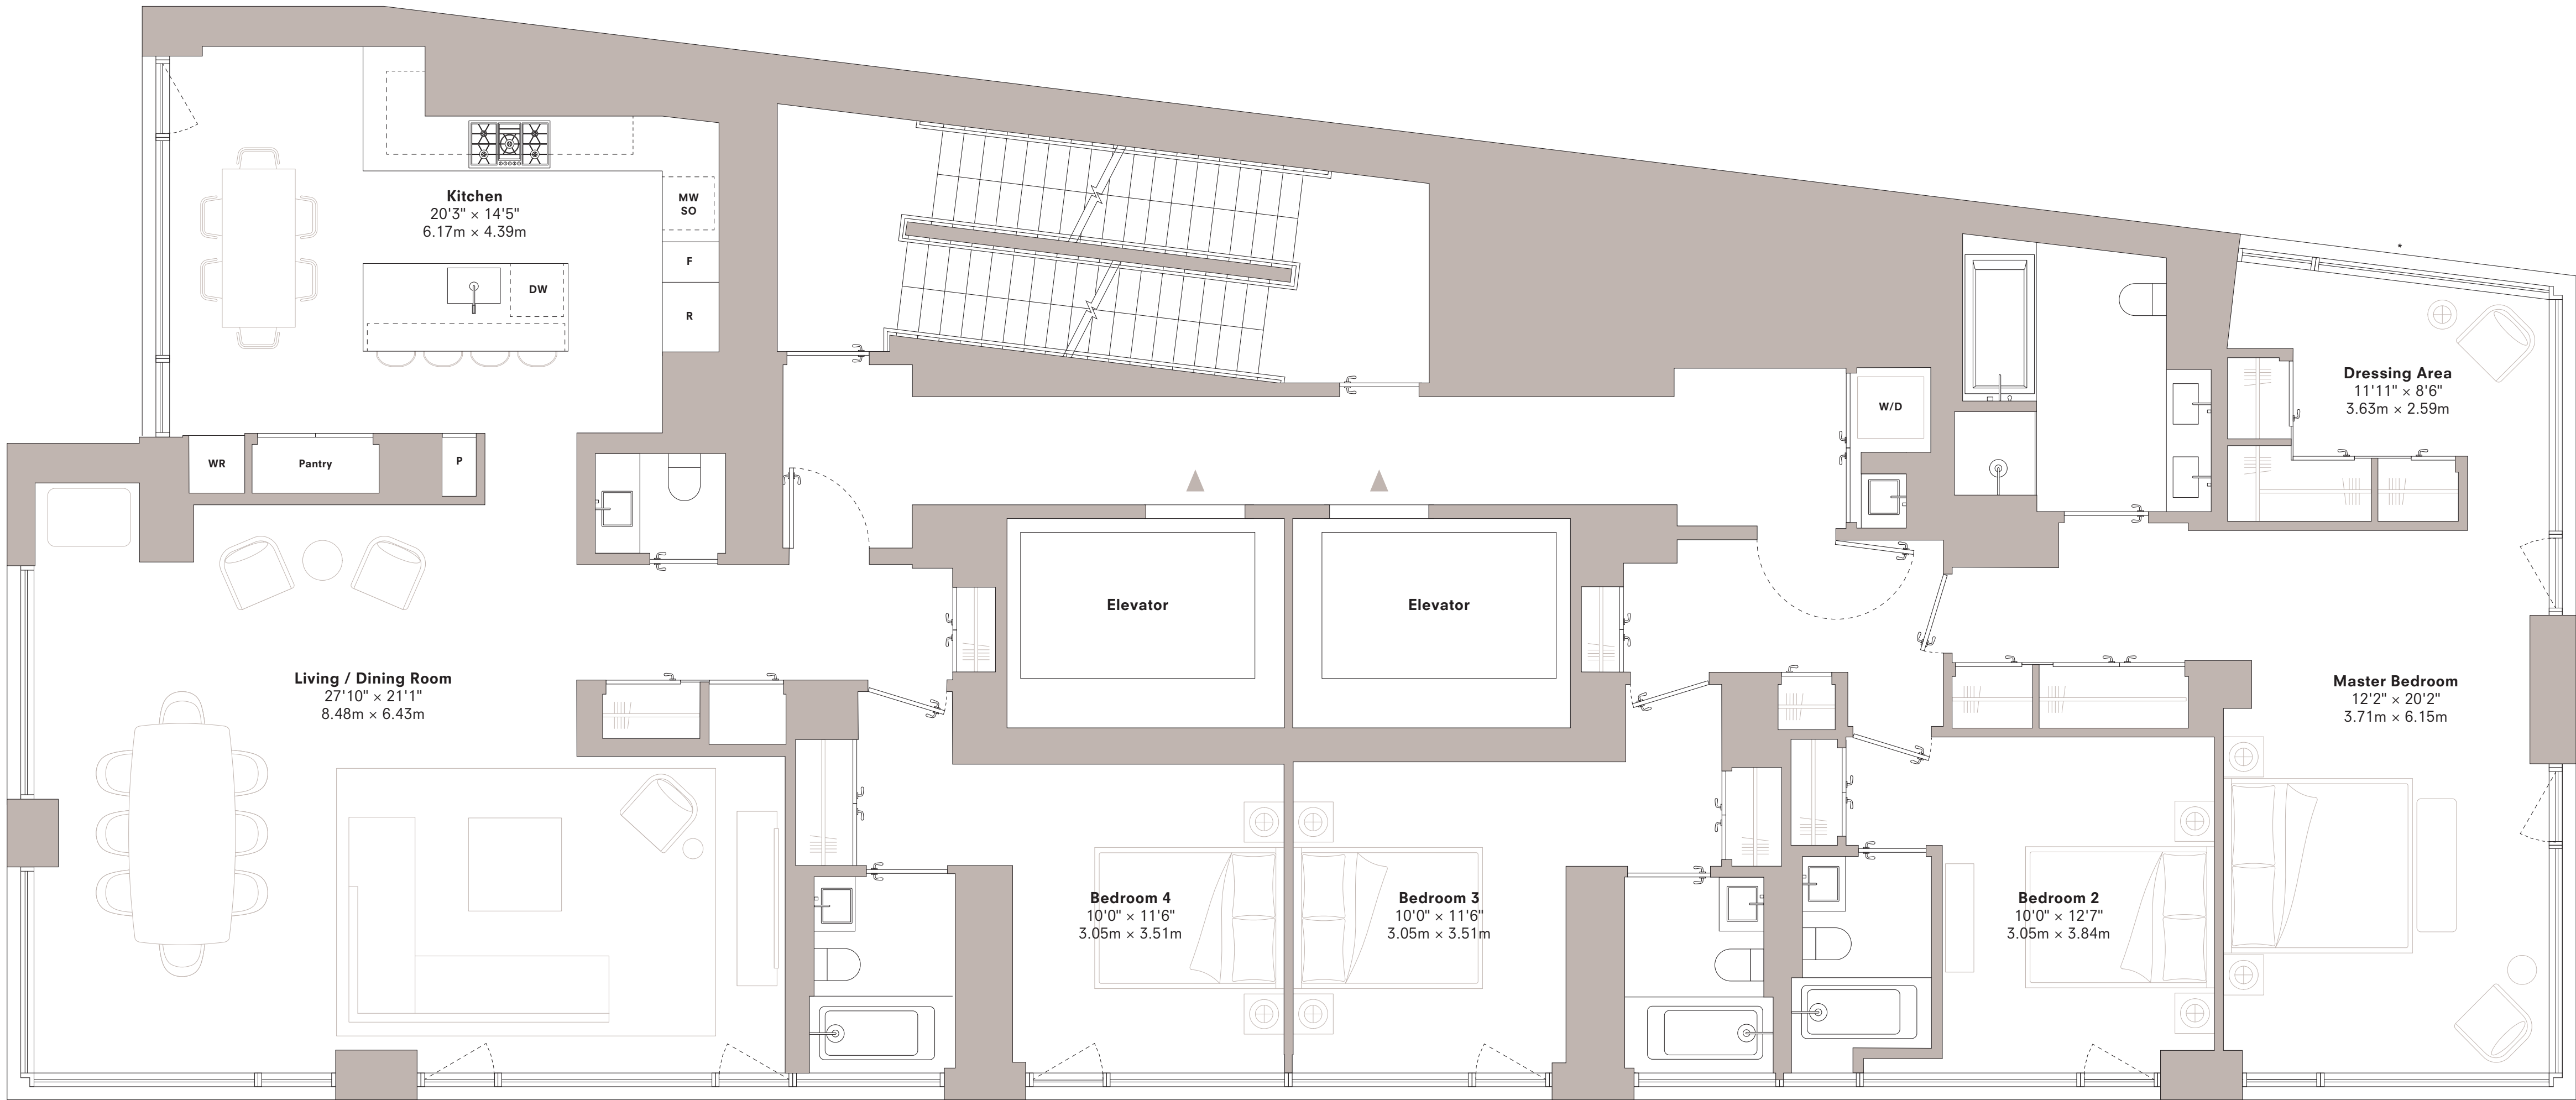 Kitchen
20'3" × 14'5"
6.17m × 4.39m
MW
SO
F
R
DW
*
Dressing Area
11'11" × 8'6"
3.63m × 2.59m
W/D
WR
Pantry
P
Elevator
Elevator
Living / Dining Room
27'10" × 21'1"
8.48m × 6.43m
Master Bedroom
12'2" × 20'2"
3.71m × 6.15m
Bedroom 4
10'0" × 11'6"
3.05m × 3.51m
Bedroom 3
10'0" × 11'6"
3.05m × 3.51m
Bedroom 2
10'0" × 12'7"
3.05m × 3.84m